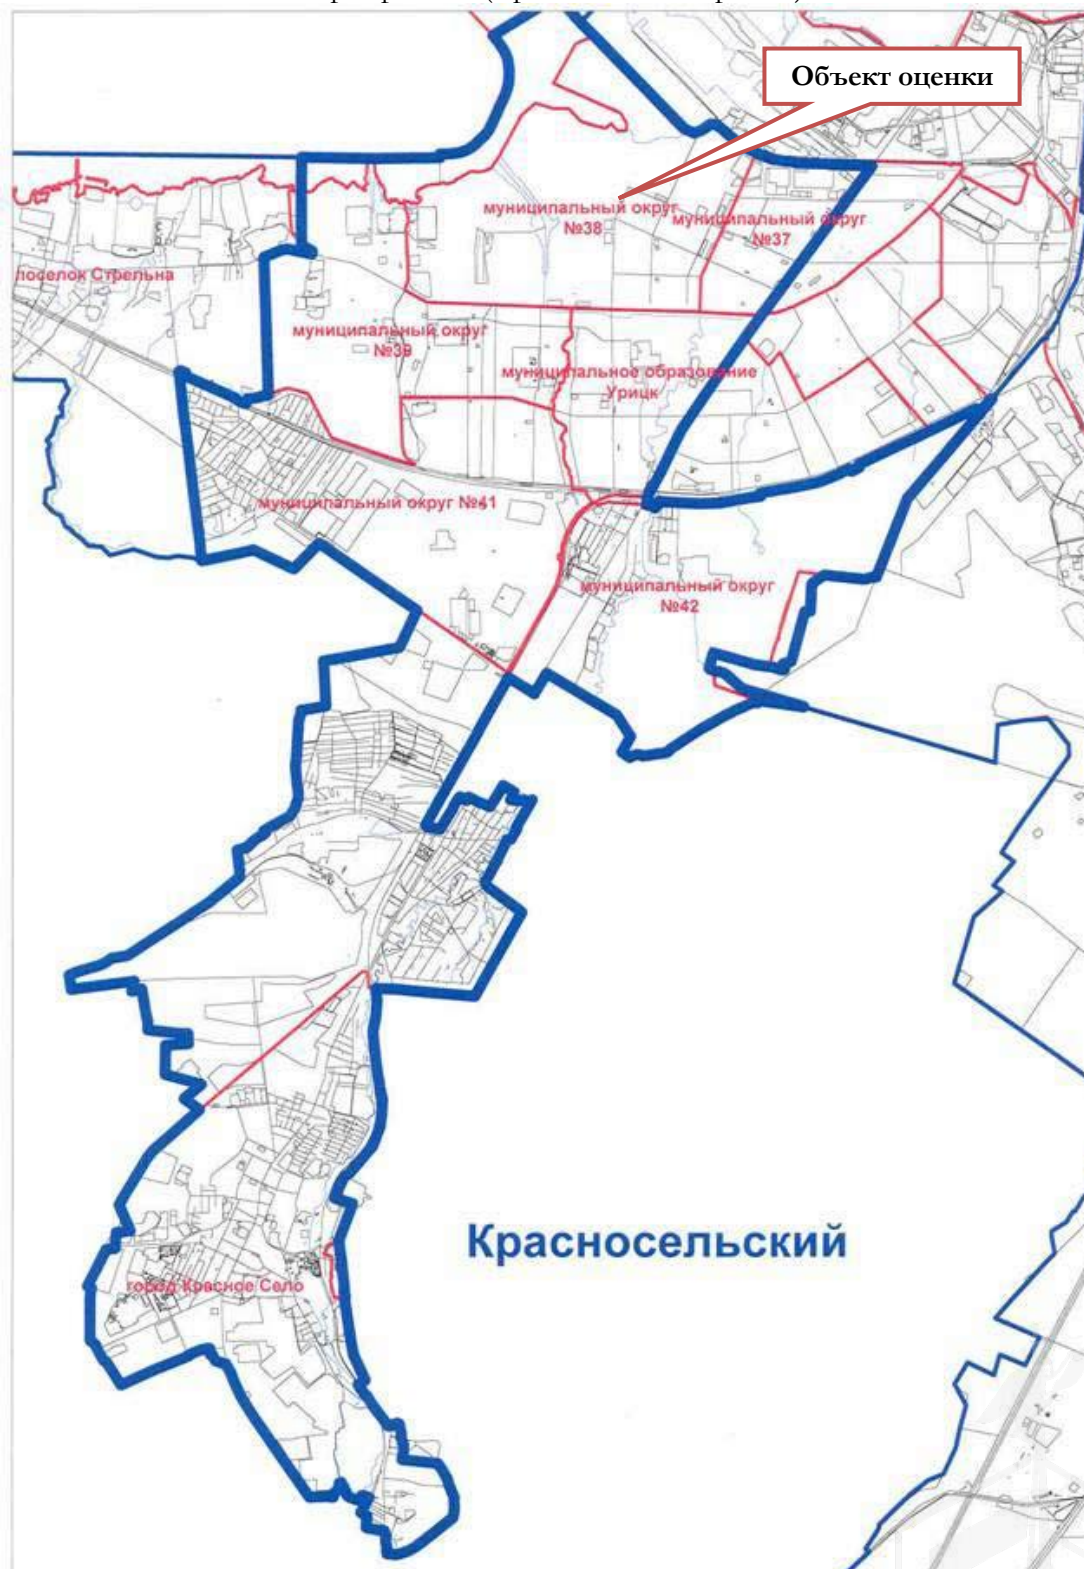 Объект оценки
муниципальный округ
№38
муниципальный округ
№37
поселок Стрельна
муниципальный округ
№39
муниципальное образование
Урицк
муниципальный округ №41
муниципальный округ
№42
Красносельский
город Красное Село